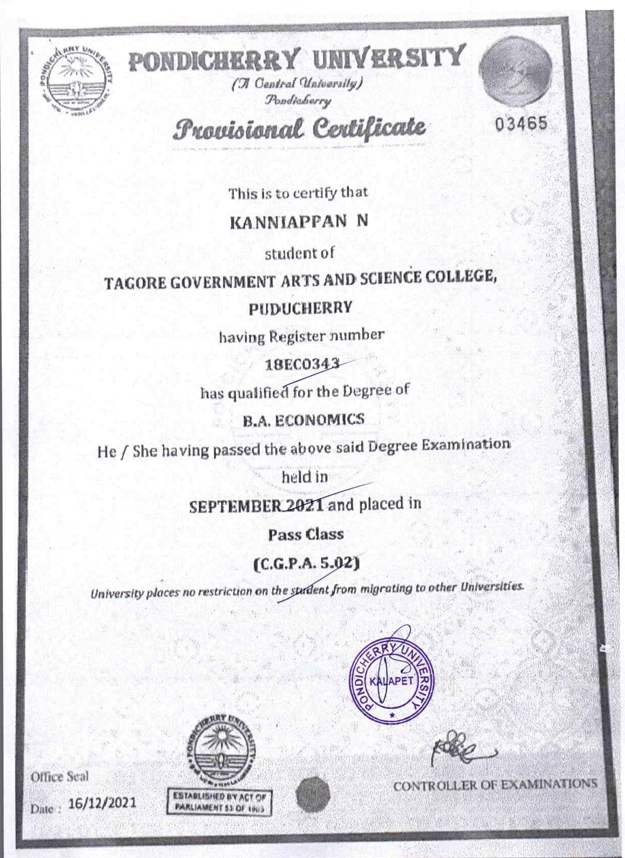 PONDICHERRY UNIVERSITY
(A Central University)
Pondicherry
Provisional Certificate
03465
This is to certify that
KANNIAPPAN N
student of
TAGORE GOVERNMENT ARTS AND SCIENCE COLLEGE,
PUDUCHERRY
having Register number
18EC0343
has qualified for the Degree of
B.A. ECONOMICS
He / She having passed the above said Degree Examination
held in
SEPTEMBER 2021 and placed in
Pass Class
(C.G.P.A. 5.02)
University places no restriction on the student from migrating to other Universities.
PONDICHERRY UNIVERSITY
KALAPET
PONDICHERRY UNIVERSITY
Office Seal
ESTABLISHED BY ACT OF
PARLIAMENT 53 OF
CONTROLLER OF EXAMINATIONS
Date : 16/12/2021